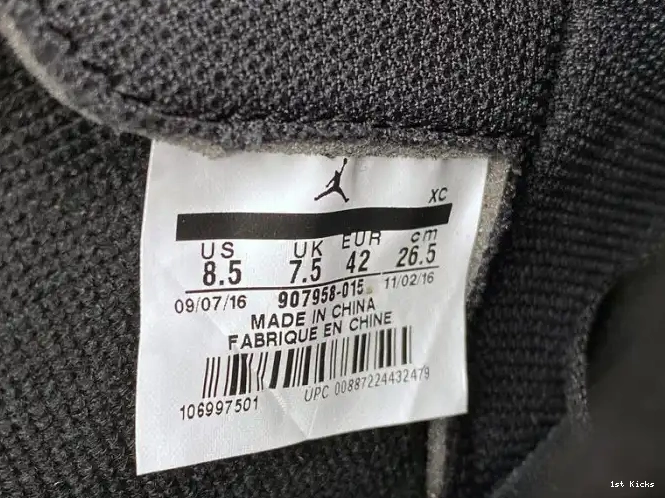 XC
US UK EUR cm
8.5 7.5 42 26.5
09/07/16 907958-015 11/02/16
MADE IN CHINA
FABRIQUE EN CHINE
106997501 UPC 00887224432479
1st Kicks